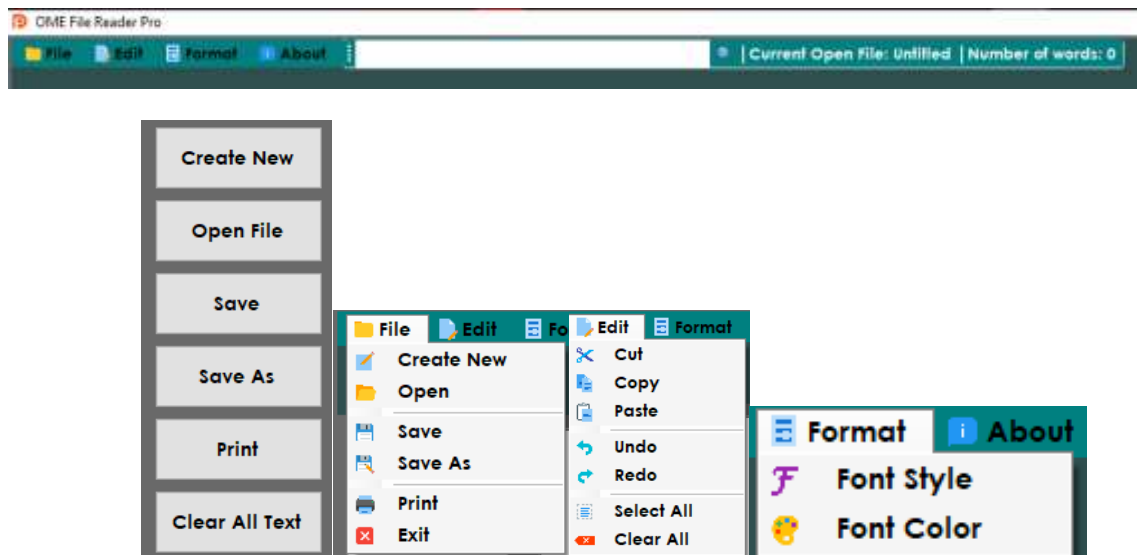 OME File Reader Pro
File Edit Format About | Current Open File: Untitled | Number of words: 0
Create New
Open File
Save
Save As
Print
Clear All Text
File Edit Fo
Create New
Open
Save
Save As
Print
Exit
Edit Format
Cut
Copy
Paste
Undo
Redo
Select All
Clear All
Format About
Font Style
Font Color